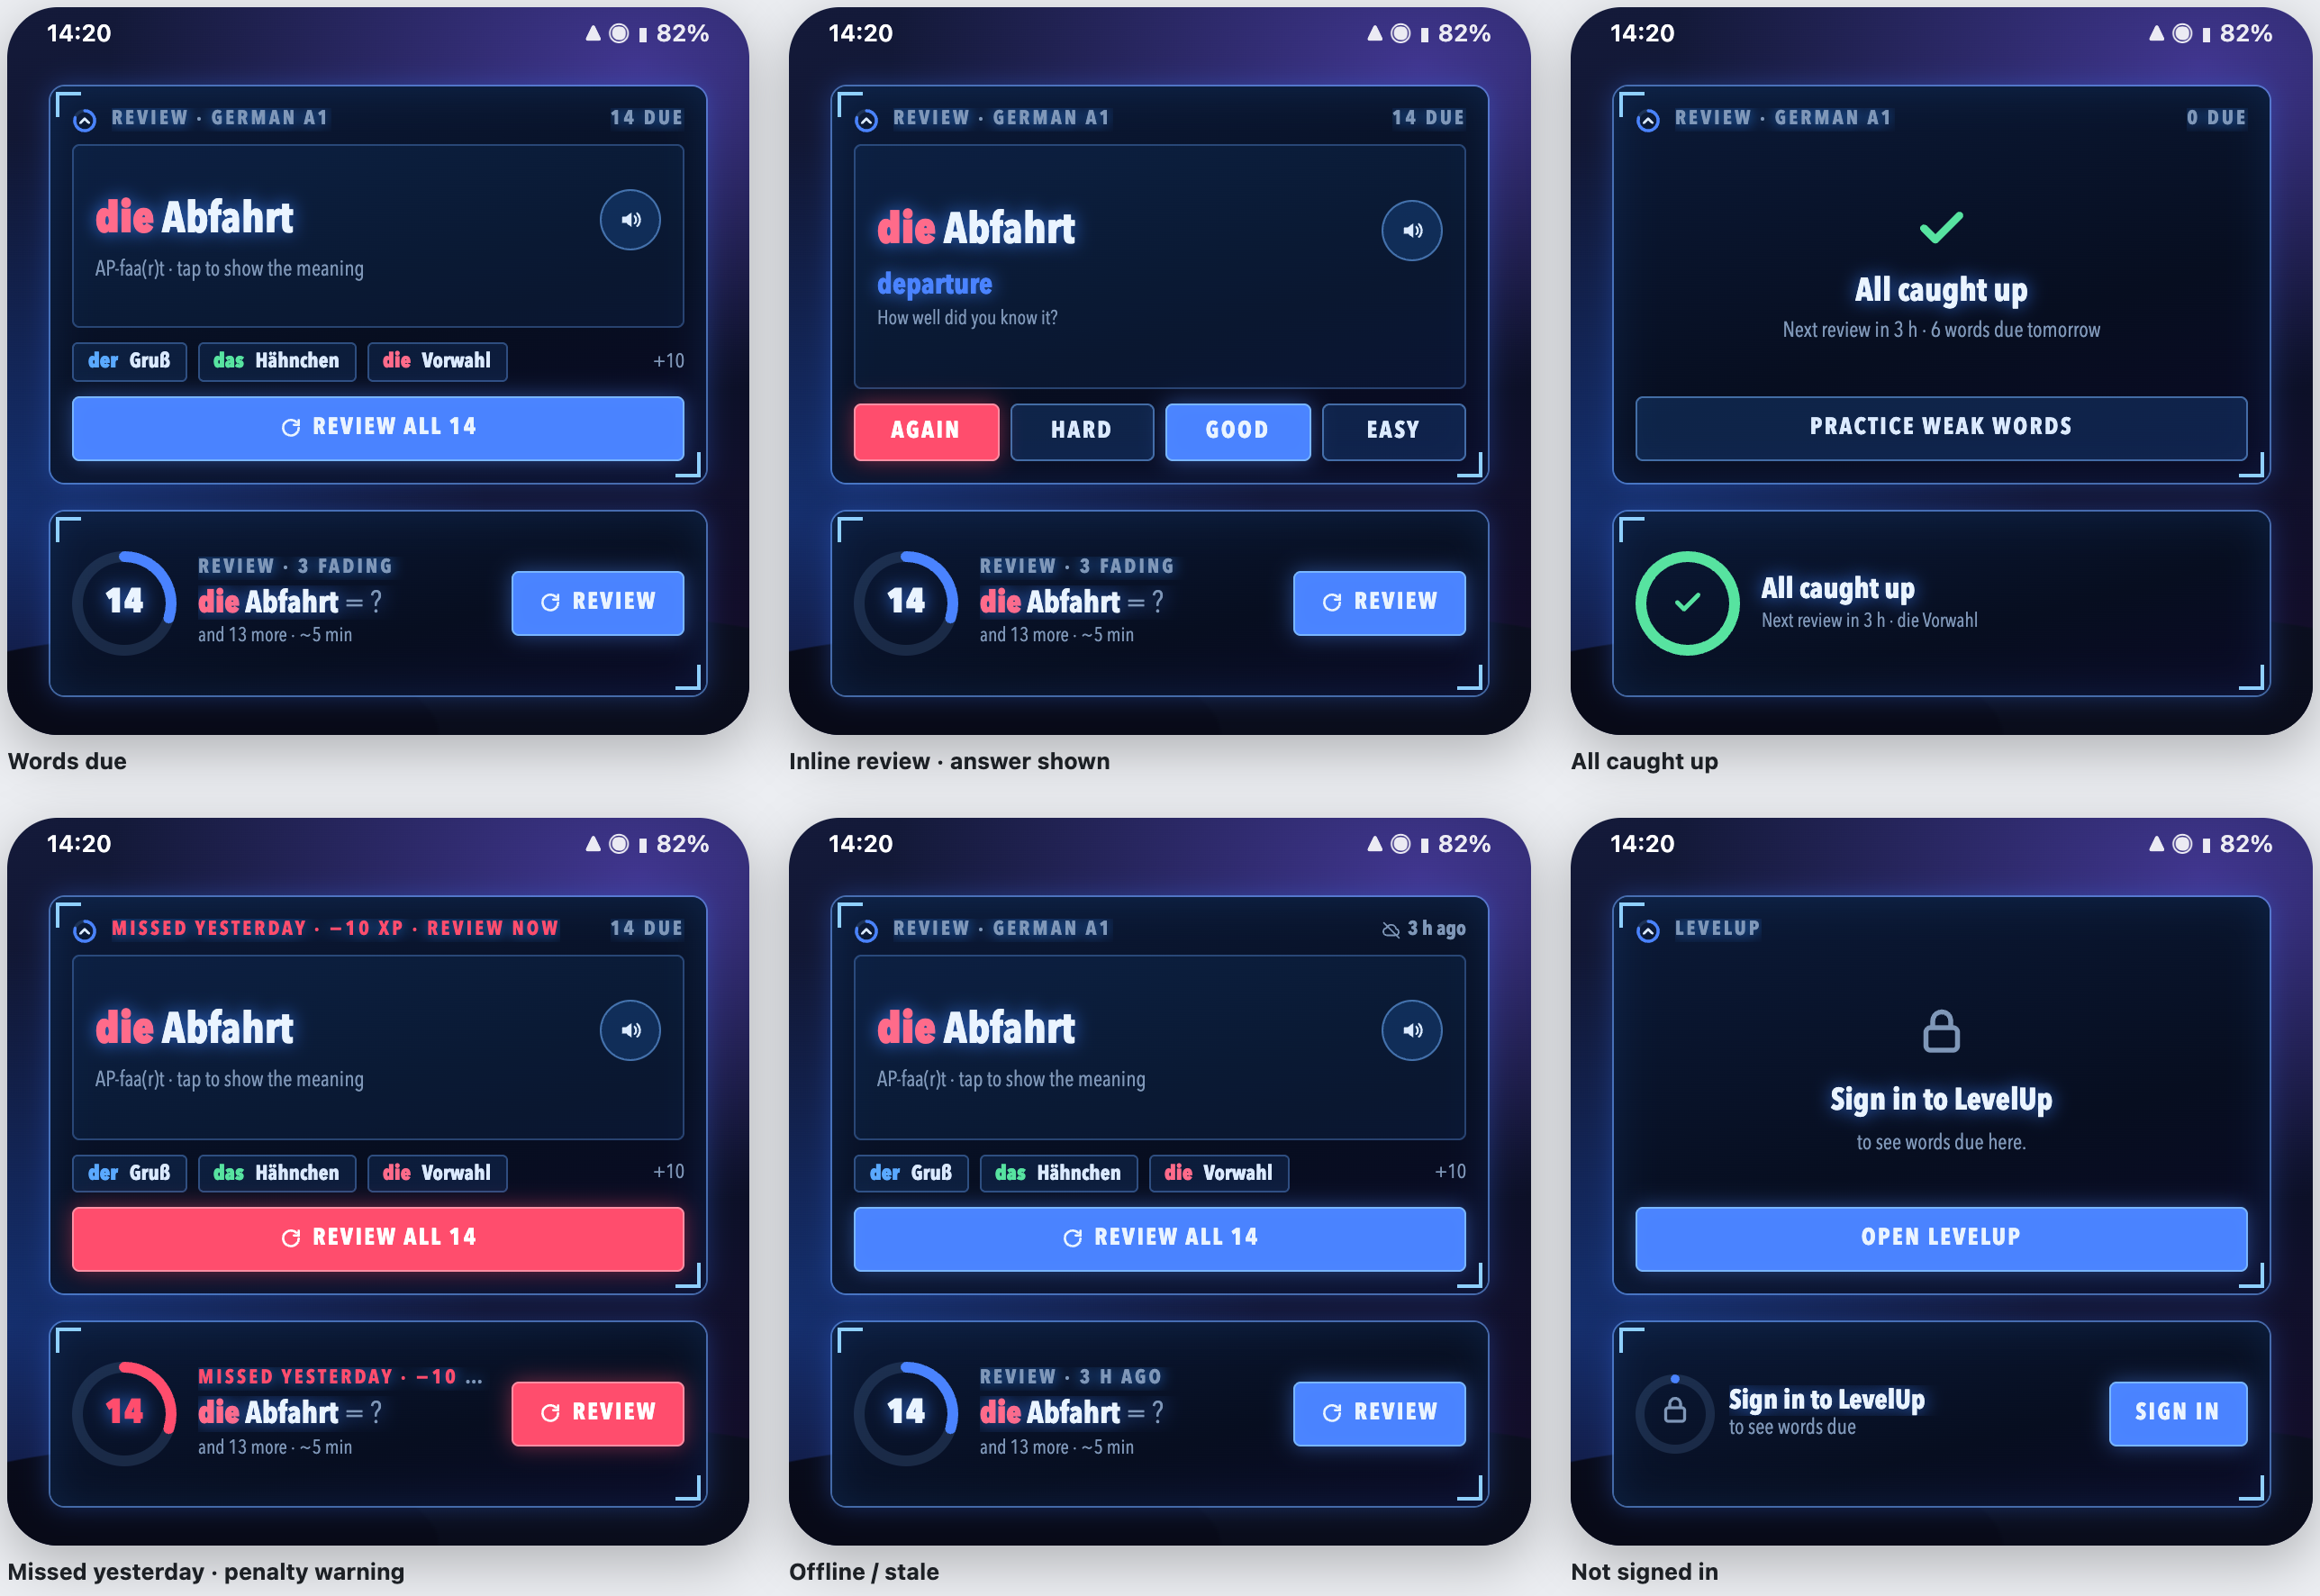 14:20 82%
REVIEW · GERMAN A1 14 DUE
die Abfahrt
AP-faa(r)t · tap to show the meaning
der Gruß das Hähnchen die Vorwahl +10
REVIEW ALL 14
14
REVIEW · 3 FADING
die Abfahrt = ?
and 13 more · ~5 min
REVIEW
Words due
14:20 82%
REVIEW · GERMAN A1 14 DUE
die Abfahrt
departure
How well did you know it?
AGAIN HARD GOOD EASY
14
REVIEW · 3 FADING
die Abfahrt = ?
and 13 more · ~5 min
REVIEW
Inline review · answer shown
14:20 82%
REVIEW · GERMAN A1 0 DUE
All caught up
Next review in 3 h · 6 words due tomorrow
PRACTICE WEAK WORDS
All caught up
Next review in 3 h · die Vorwahl
All caught up
14:20 82%
MISSED YESTERDAY · −10 XP · REVIEW NOW 14 DUE
die Abfahrt
AP-faa(r)t · tap to show the meaning
der Gruß das Hähnchen die Vorwahl +10
REVIEW ALL 14
14
MISSED YESTERDAY · −10 ...
die Abfahrt = ?
and 13 more · ~5 min
REVIEW
Missed yesterday · penalty warning
14:20 82%
REVIEW · GERMAN A1 3 h ago
die Abfahrt
AP-faa(r)t · tap to show the meaning
der Gruß das Hähnchen die Vorwahl +10
REVIEW ALL 14
14
REVIEW · 3 H AGO
die Abfahrt = ?
and 13 more · ~5 min
REVIEW
Offline / stale
14:20 82%
LEVELUP
Sign in to LevelUp
to see words due here.
OPEN LEVELUP
Sign in to LevelUp
to see words due
SIGN IN
Not signed in